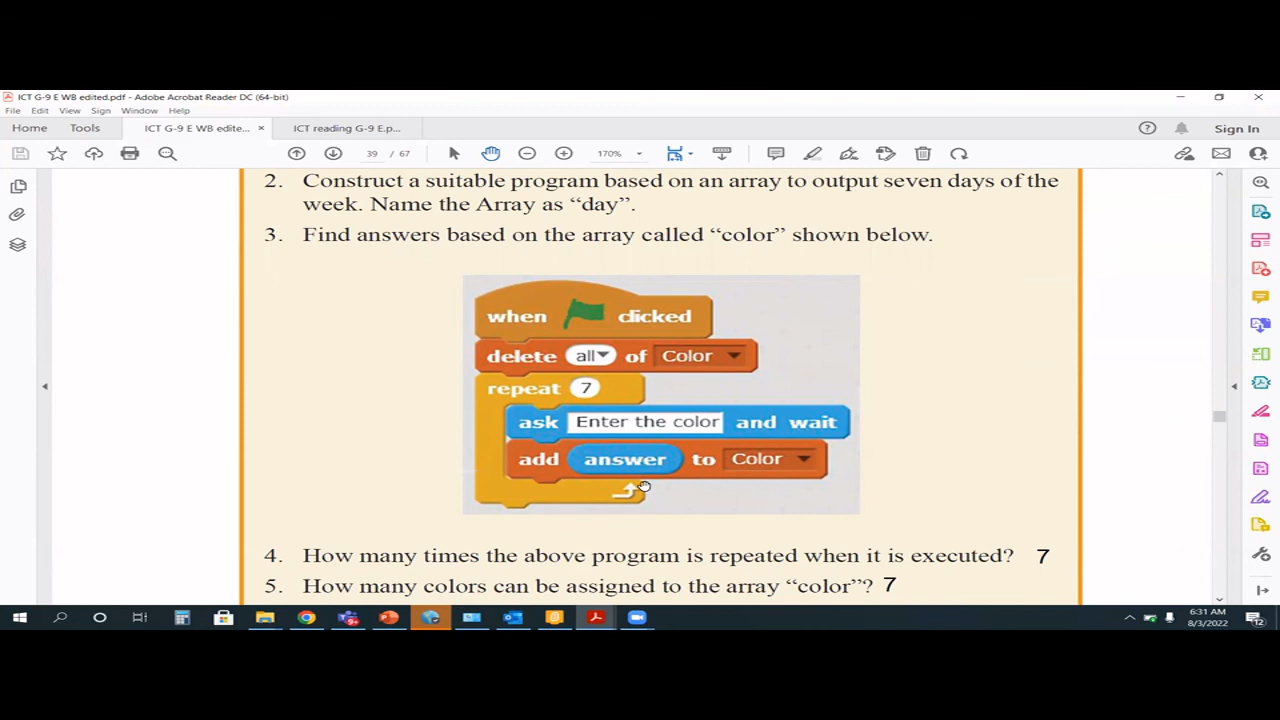 ICT G-9 E WB edited.pdf - Adobe Acrobat Reader DC (64-bit)
File Edit View Sign Window Help
Home Tools ICT G-9 E WB edite... × ICT reading G-9 E.p... Sign In
39 / 67 170%
2. Construct a suitable program based on an array to output seven days of the
week. Name the Array as “day”.
3. Find answers based on the array called “color” shown below.
when clicked
delete all of Color
repeat 7
ask Enter the color and wait
add answer to Color
4. How many times the above program is repeated when it is executed? 7
5. How many colors can be assigned to the array “color”? 7
6:31 AM
8/3/2022
12